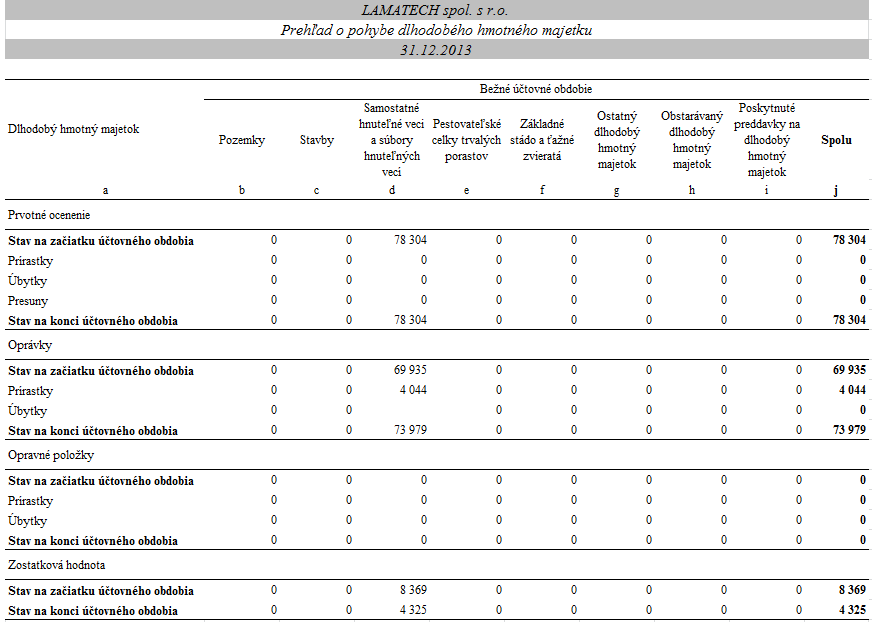 LAMATECH spol. s r.o.
Prehľad o pohybe dlhodobého hmotného majetku
31.12.2013
Bežné účtovné obdobie
Dlhodobý hmotný majetok Pozemky Stavby Samostatné hnuteľné veci a súbory hnuteľných vecí Pestovateľské celky trvalých porastov Základné stádo a ťažné zvieratá Ostatný dlhodobý hmotný majetok Obstarávaný dlhodobý hmotný majetok Poskytnuté preddavky na dlhodobý hmotný majetok Spolu
a b c d e f g h i j
Prvotné ocenenie
Stav na začiatku účtovného obdobia 0 0 78 304 0 0 0 0 0 78 304
Prírastky 0 0 0 0 0 0 0 0 0
Úbytky 0 0 0 0 0 0 0 0 0
Presuny 0 0 0 0 0 0 0 0 0
Stav na konci účtovného obdobia 0 0 78 304 0 0 0 0 0 78 304
Oprávky
Stav na začiatku účtovného obdobia 0 0 69 935 0 0 0 0 0 69 935
Prírastky 0 0 4 044 0 0 0 0 0 4 044
Úbytky 0 0 0 0 0 0 0 0
Stav na konci účtovného obdobia 0 0 73 979 0 0 0 0 0 73 979
Opravné položky
Stav na začiatku účtovného obdobia 0 0 0 0 0 0 0 0 0
Prírastky 0 0 0 0 0 0 0 0 0
Úbytky 0 0 0 0 0 0 0 0 0
Stav na konci účtovného obdobia 0 0 0 0 0 0 0 0 0
Zostatková hodnota
Stav na začiatku účtovného obdobia 0 0 8 369 0 0 0 0 0 8 369
Stav na konci účtovného obdobia 0 0 4 325 0 0 0 0 0 4 325